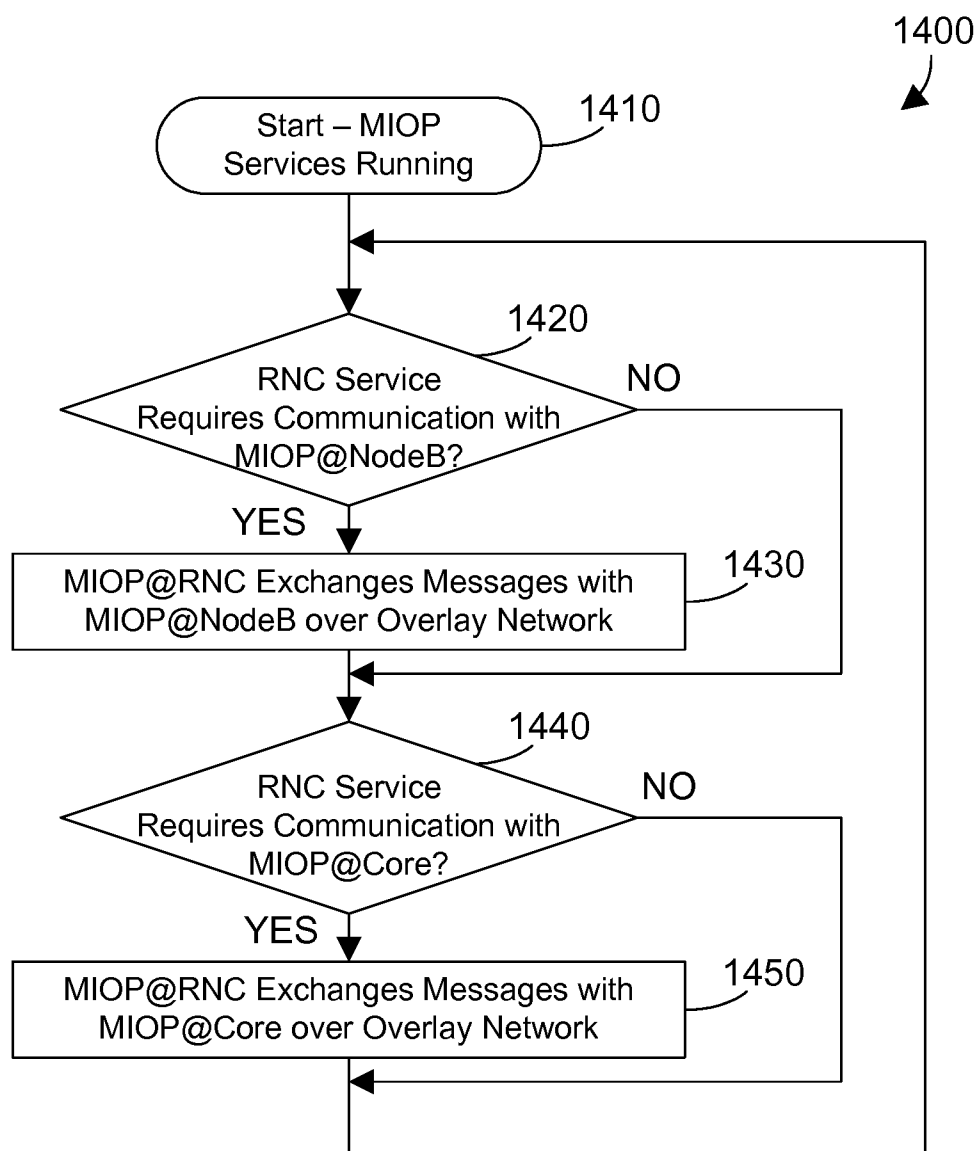 1400
Start – MIOP
Services Running
1410
1420
RNC Service
Requires Communication with
MIOP@NodeB?
NO
YES
MIOP@RNC Exchanges Messages with
MIOP@NodeB over Overlay Network
1430
1440
RNC Service
Requires Communication with
MIOP@Core?
NO
YES
MIOP@RNC Exchanges Messages with
MIOP@Core over Overlay Network
1450